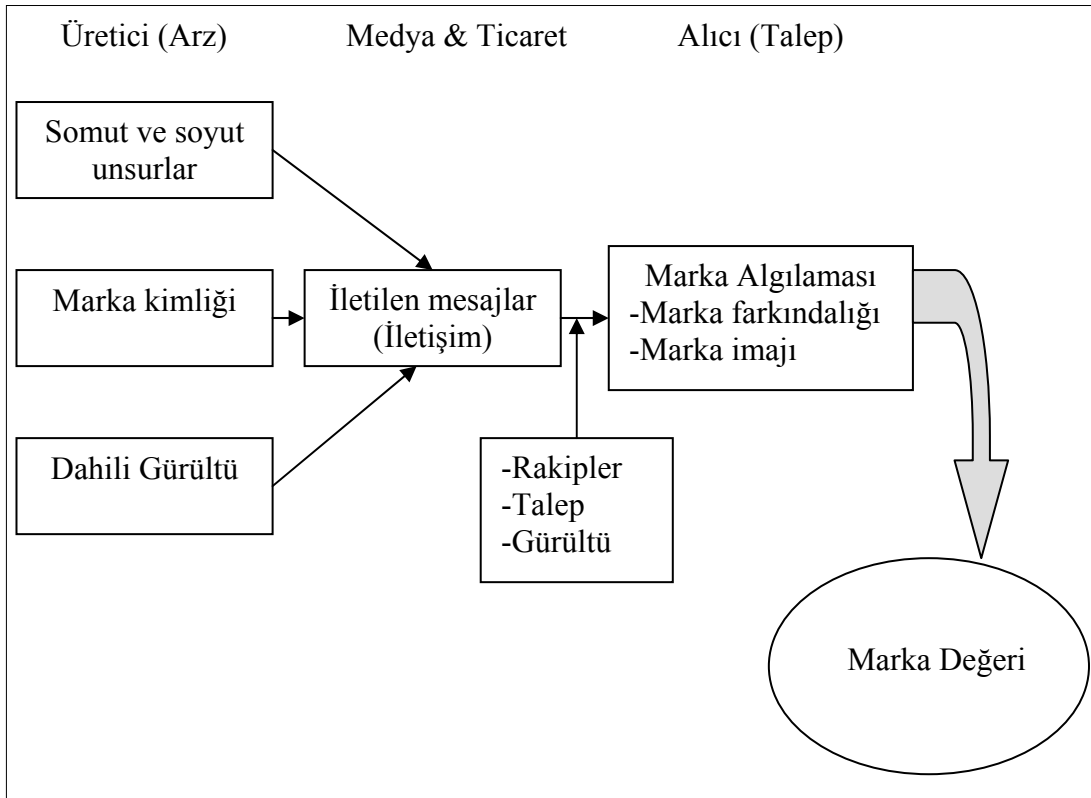 Üretici (Arz)
Medya & Ticaret
Alıcı (Talep)
Somut ve soyut
unsurlar
Marka kimliği
İletilen mesajlar
(İletişim)
Marka Algılaması
-Marka farkındalığı
-Marka imajı
Dahili Gürültü
-Rakipler
-Talep
-Gürültü
Marka Değeri